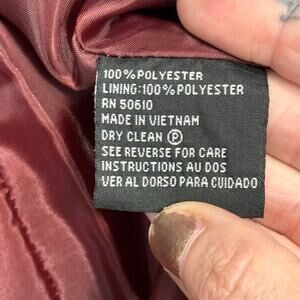 100% POLYESTER
LINING: 100% POLYESTER
RN 50610
MADE IN VIETNAM
DRY CLEAN Ⓟ
SEE REVERSE FOR CARE
INSTRUCTIONS AU DOS
VER AL DORSO PARA CUIDADO